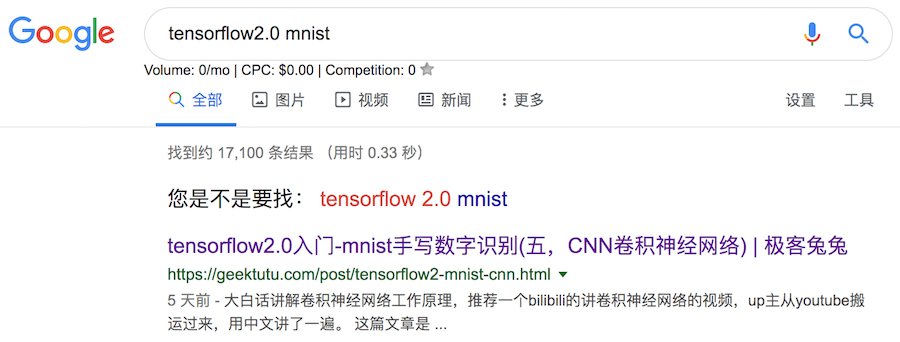 Google
tensorflow2.0 mnist
Volume: 0/mo | CPC: $0.00 | Competition: 0
全部 图片 视频 新闻 更多 设置 工具
找到约 17,100 条结果 （用时 0.33 秒）
您是不是要找： tensorflow 2.0 mnist
tensorflow2.0入门-mnist手写数字识别(五，CNN卷积神经网络) | 极客兔兔
https://geektutu.com/post/tensorflow2-mnist-cnn.html
5 天前 - 大白话讲解卷积神经网络工作原理，推荐一个bilibili的讲卷积神经网络的视频，up主从youtube搬
运过来，用中文讲了一遍。 这篇文章是 ...